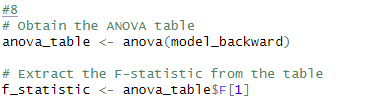 #8
# Obtain the ANOVA table
anova_table <- anova(model_backward)
# Extract the F-statistic from the table
f_statistic <- anova_table$F[1]